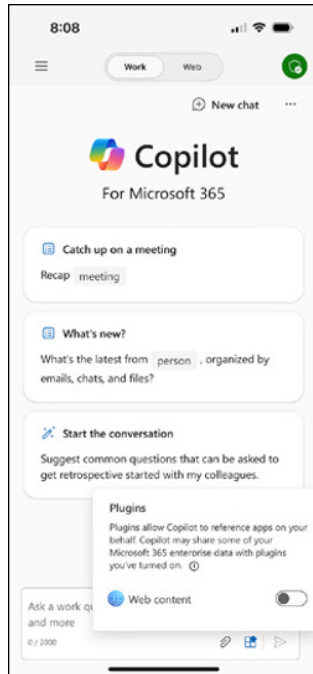 8:08
Work Web
New chat ...
Copilot
For Microsoft 365
Catch up on a meeting
Recap meeting
What's new?
What's the latest from person , organized by
emails, chats, and files?
Start the conversation
Suggest common questions that can be asked to
get retrospective started with my colleagues.
Plugins
Plugins allow Copilot to reference apps on your
behalf. Copilot may share some of your
Microsoft 365 enterprise data with plugins
you've turned on.
Web content
Ask a work qu
and more
0 / 2000